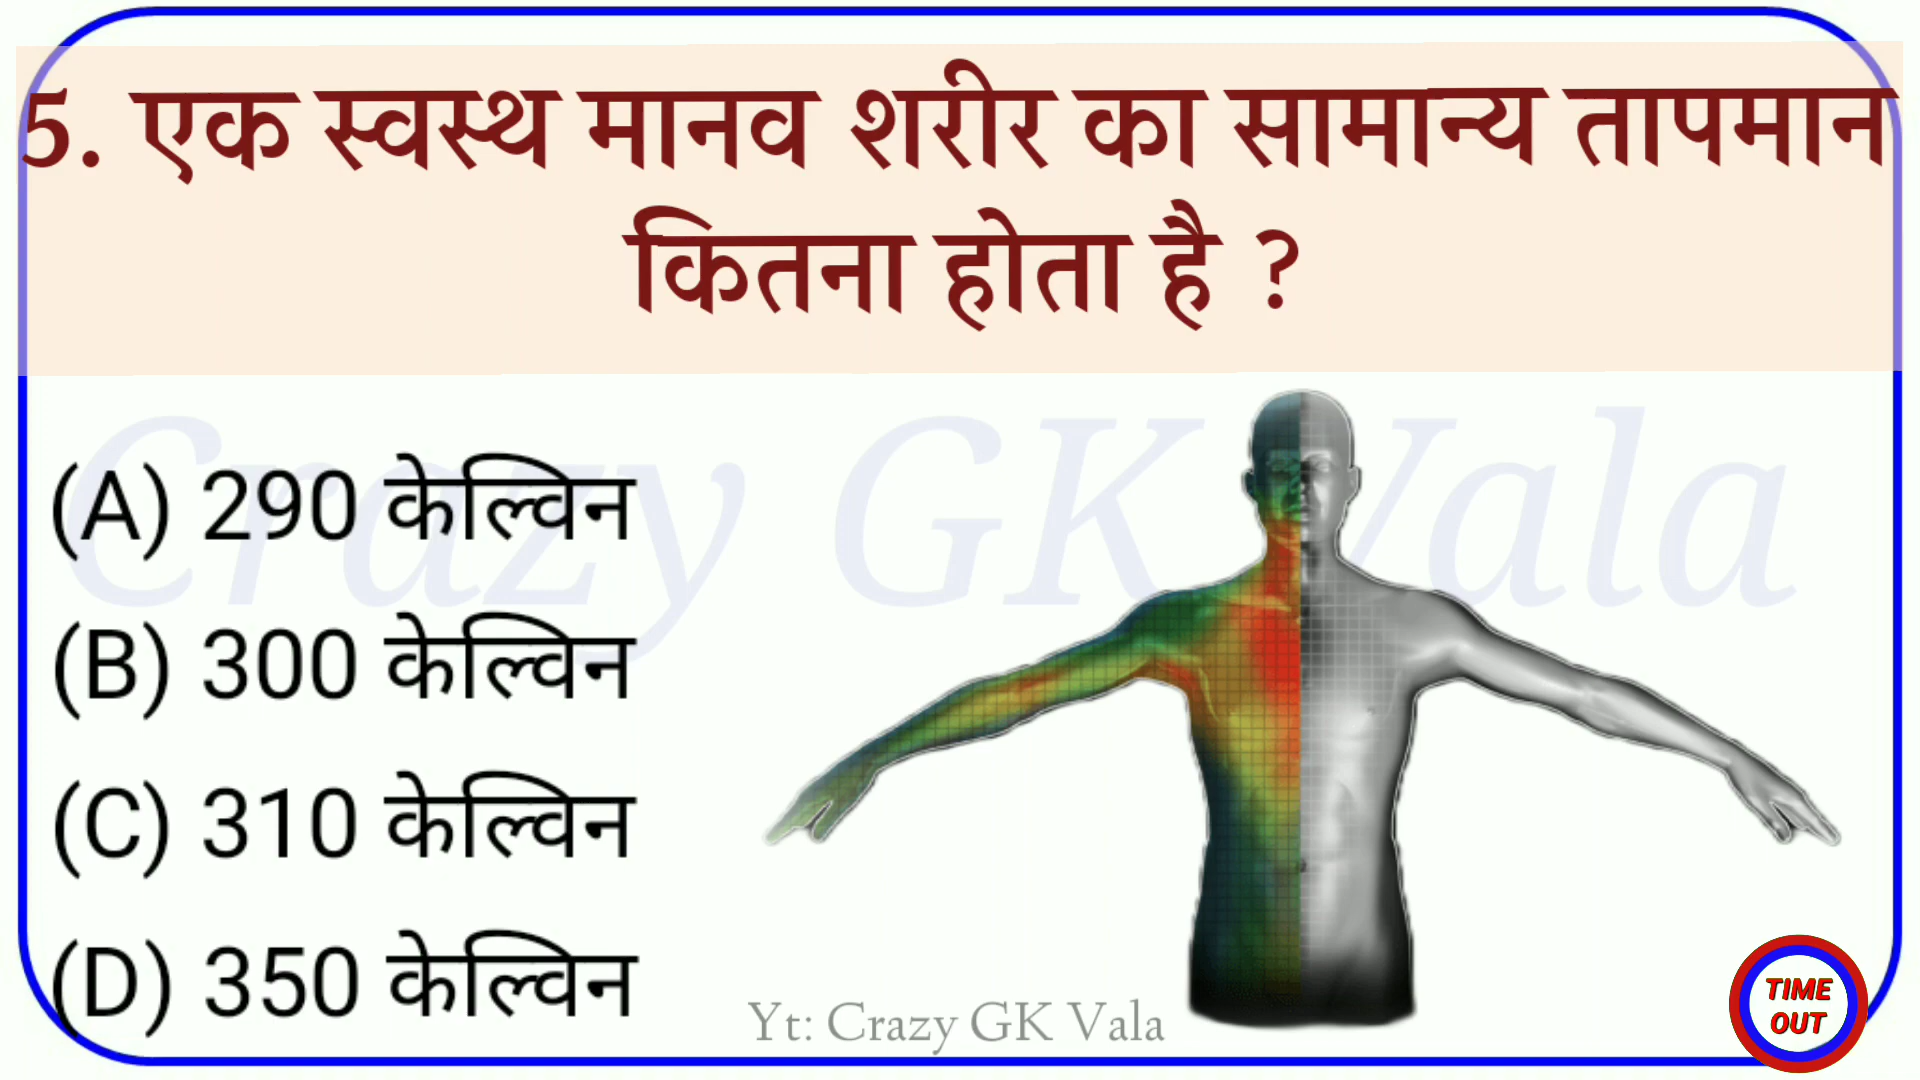 5. एक स्वस्थ मानव शरीर का सामान्य तापमान
कितना होता है ?
Crazy GK Vala
(A) 290 केल्विन
(B) 300 केल्विन
(C) 310 केल्विन
(D) 350 केल्विन
Yt: Crazy GK Vala
TIME
OUT